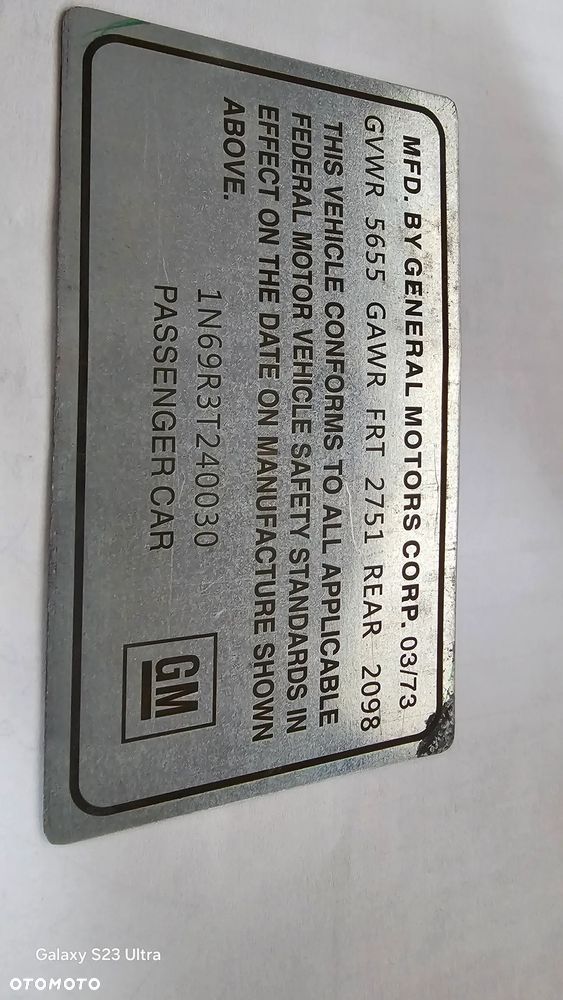 MFD. BY GENERAL MOTORS CORP. 03/73
GVWR 5655 GAWR FRT 2751 REAR 2098
THIS VEHICLE CONFORMS TO ALL APPLICABLE
FEDERAL MOTOR VEHICLE SAFETY STANDARDS IN
EFFECT ON THE DATE ON MANUFACTURE SHOWN
ABOVE.
1N69R3T240030
PASSENGER CAR
GM
Galaxy S23 Ultra
OTOMOTO